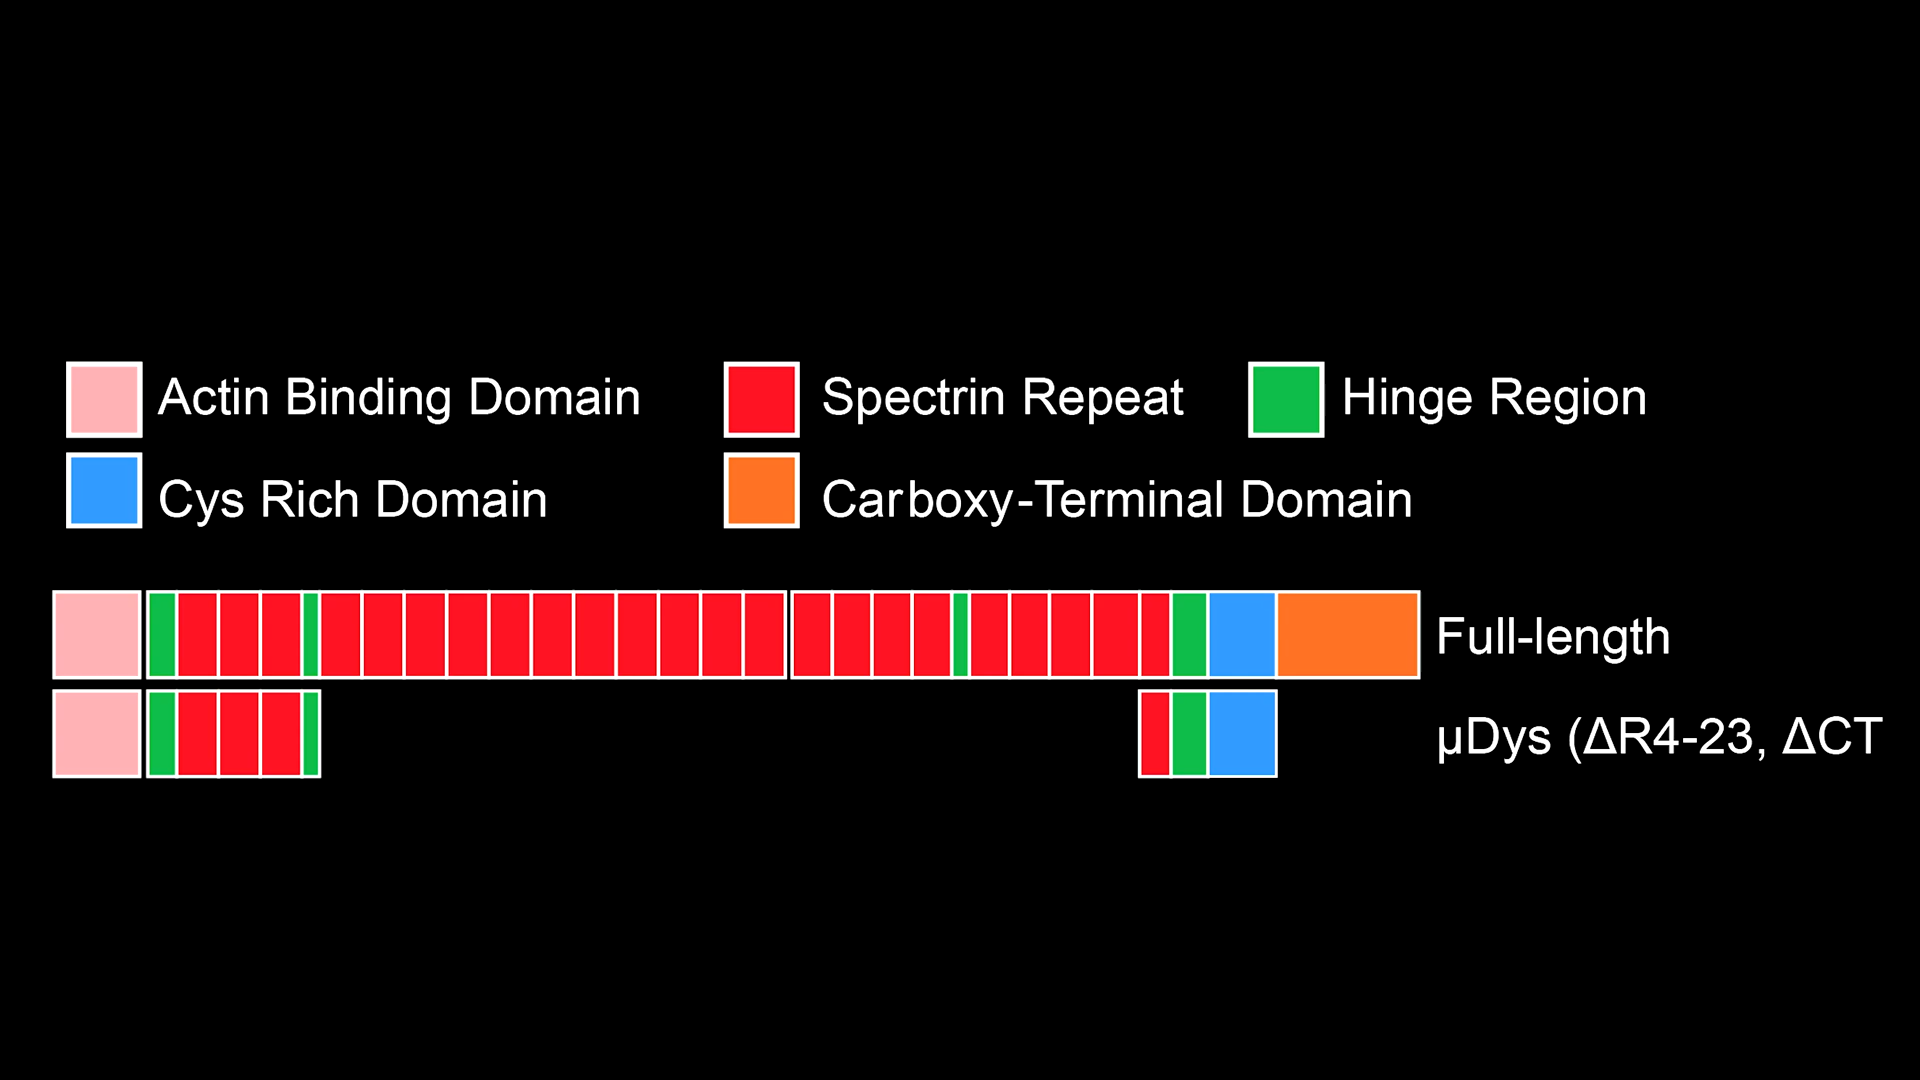 Actin Binding Domain
Spectrin Repeat
Hinge Region
Cys Rich Domain
Carboxy-Terminal Domain
Full-length
µDys (ΔR4-23, ΔCT